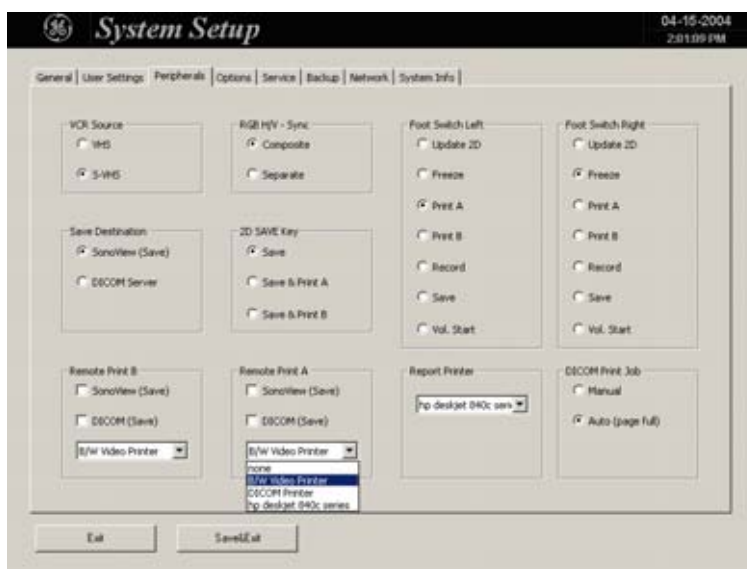 System Setup
04-15-2004
2:01:09 PM
General User Settings Peripherals Options Service Backup Network System Info
VCR Source
VHS
S-VHS
RGB H/V - Sync
Composite
Separate
Foot Switch Left
Update 2D
Freeze
Print A
Print B
Record
Save
Vol. Start
Foot Switch Right
Update 2D
Freeze
Print A
Print B
Record
Save
Vol. Start
Save Destination
SonoView (Save)
DICOM Server
2D SAVE Key
Save
Save & Print A
Save & Print B
Remote Print B
SonoView (Save)
DICOM (Save)
B/W Video Printer
Remote Print A
SonoView (Save)
DICOM (Save)
B/W Video Printer
none
B/W Video Printer
DICOM Printer
hp deskjet 840c series
Report Printer
hp deskjet 840c seri
DICOM Print Job
Manual
Auto (page full)
Exit
Save&Exit